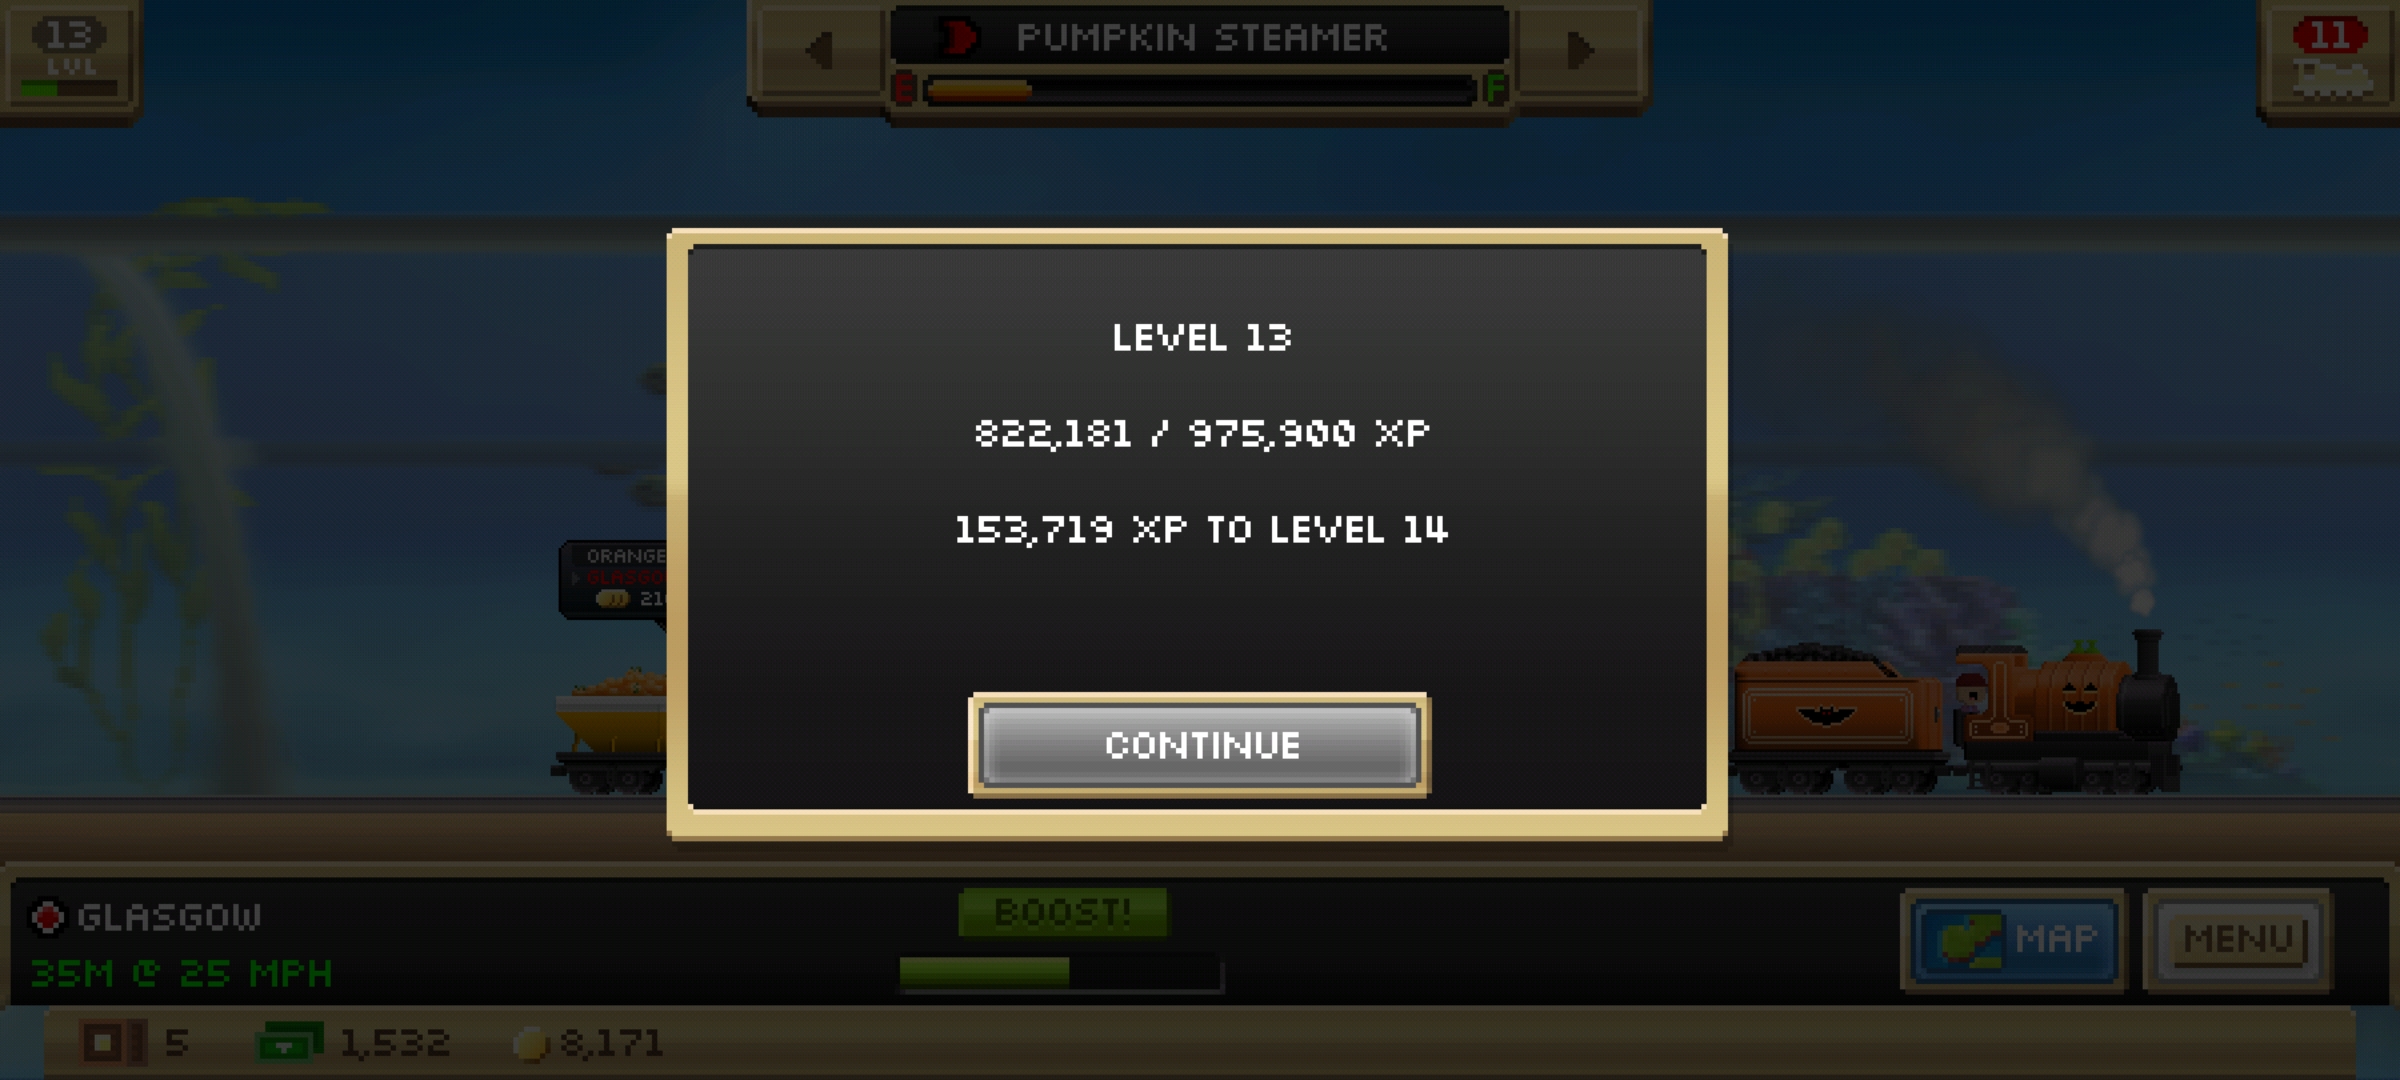 13
LVL
PUMPKIN STEAMER
E
F
11
LEVEL 13
822,181 / 975,900 XP
153,719 XP TO LEVEL 14
CONTINUE
ORANGE
21
GLASGOW
35M @ 25 MPH
BOOST!
MAP
MENU
5
1,532
8,171